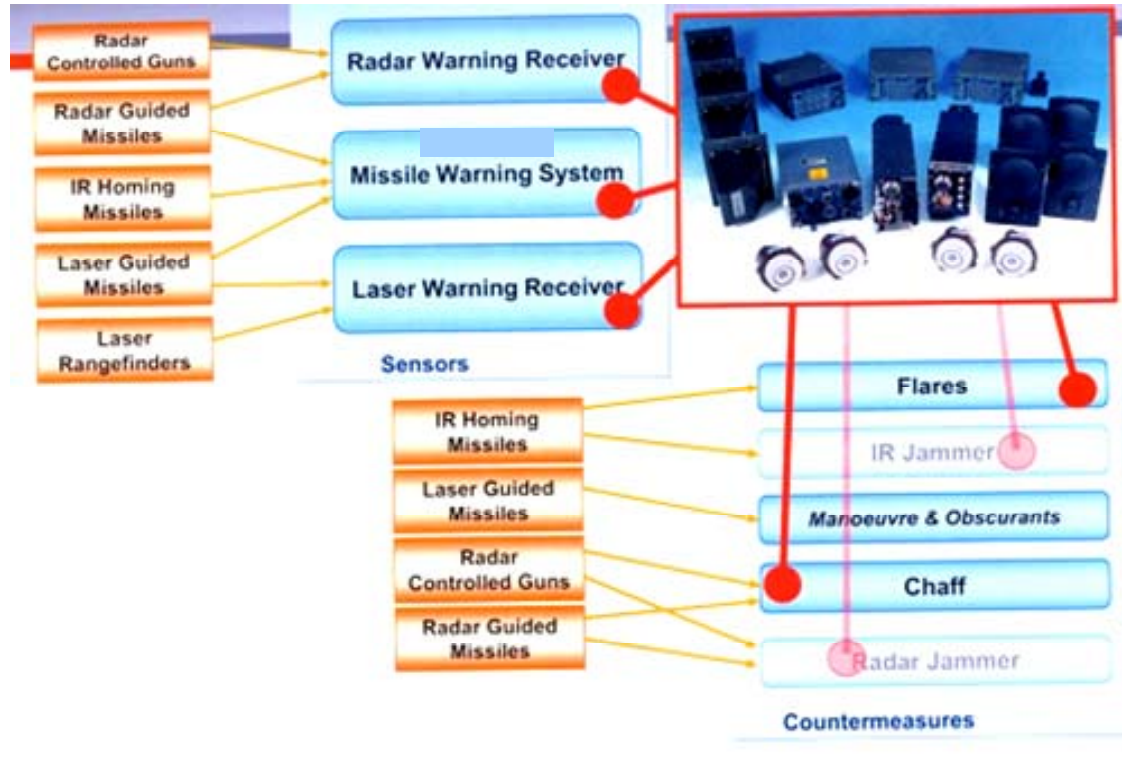 Radar
Controlled Guns
Radar Guided
Missiles
IR Homing
Missiles
Laser Guided
Missiles
Laser
Rangefinders
Radar Warning Receiver
Missile Warning System
Laser Warning Receiver
Sensors
IR Homing
Missiles
Laser Guided
Missiles
Radar
Controlled Guns
Radar Guided
Missiles
Flares
IR Jammer
Manoeuvre & Obscurants
Chaff
Radar Jammer
Countermeasures